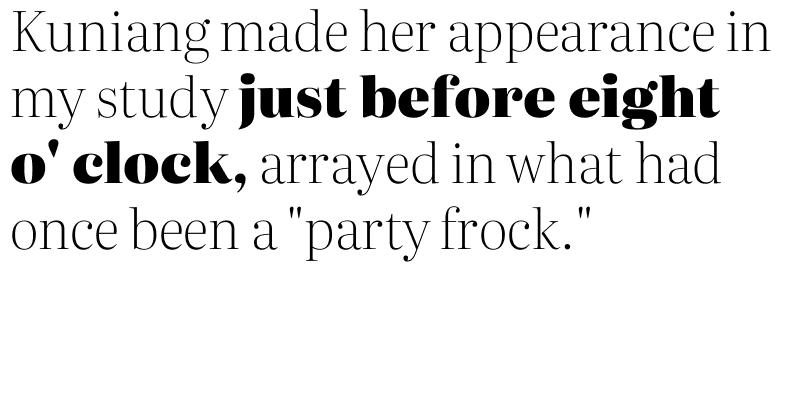 Kuniang made her appearance in
my study just before eight
o' clock, arrayed in what had
once been a "party frock."